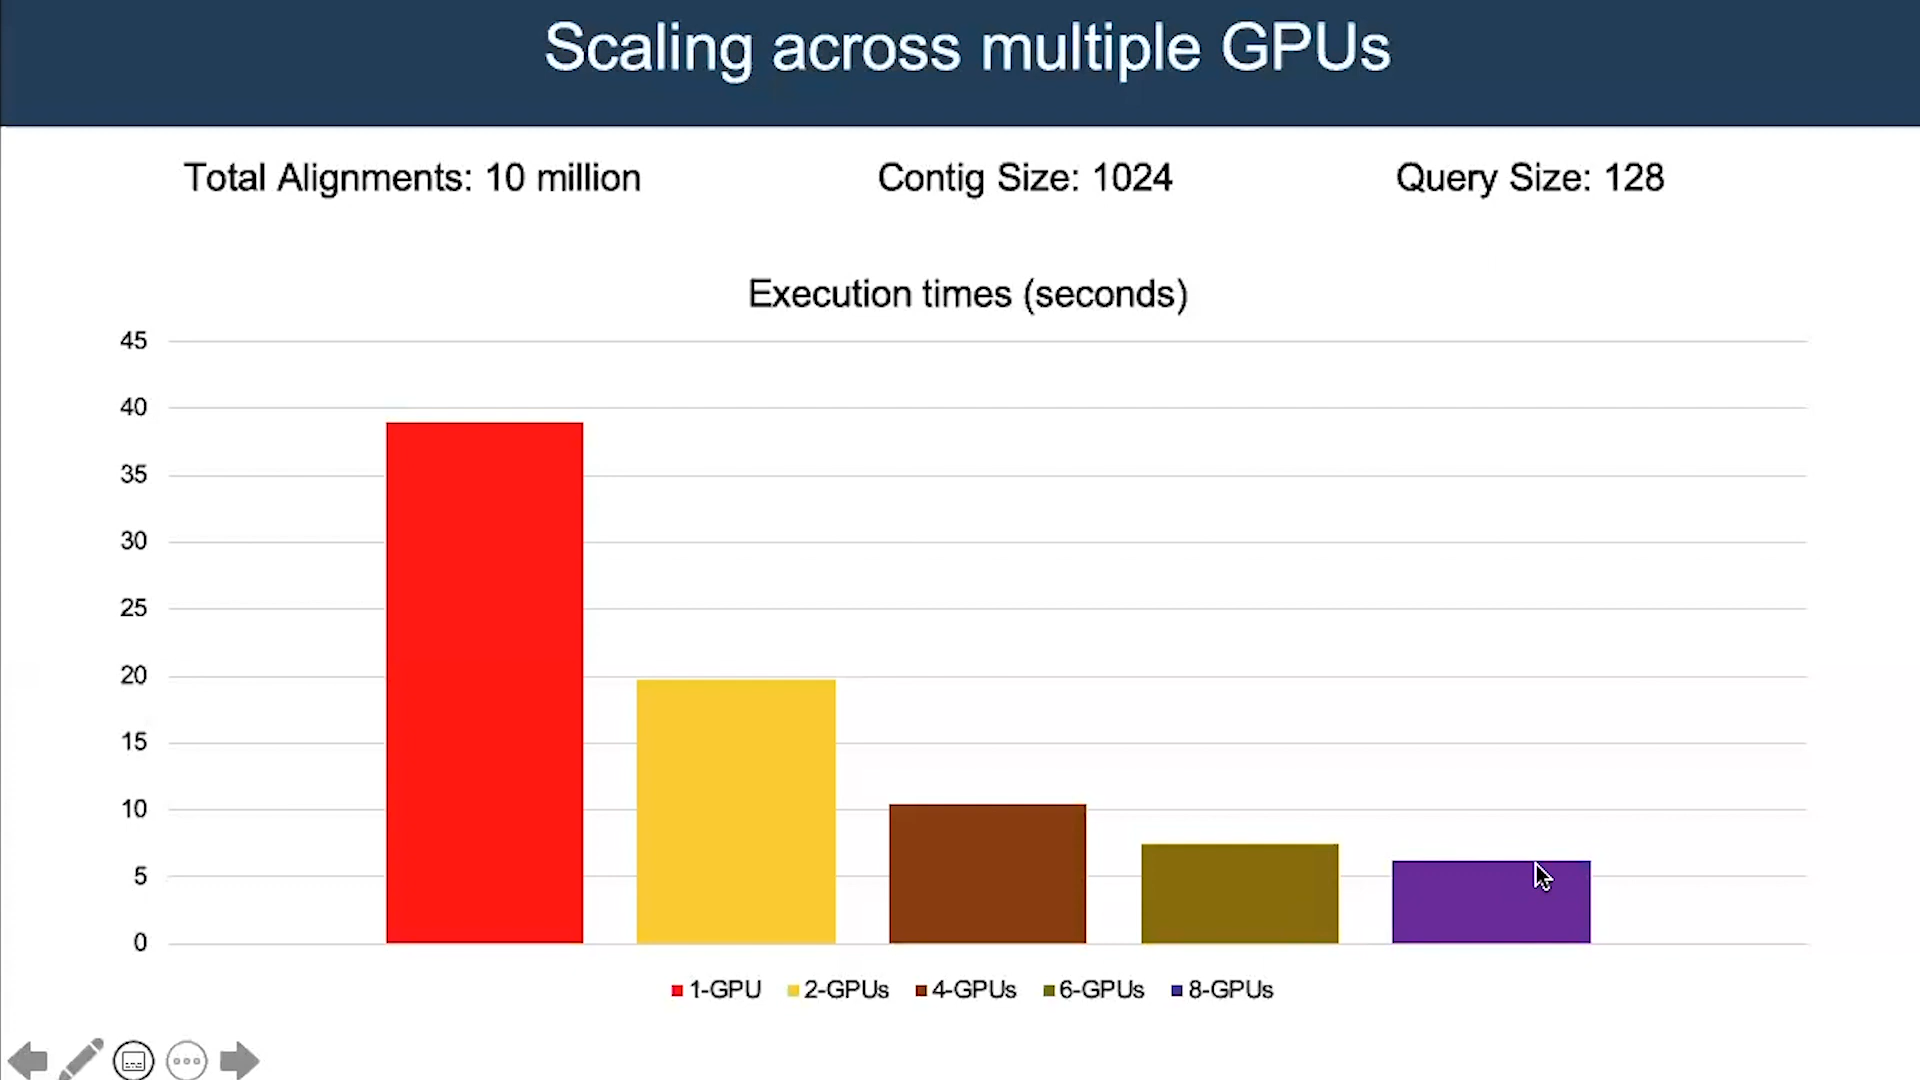 Scaling across multiple GPUs
Total Alignments: 10 million
Contig Size: 1024
Query Size: 128
Execution times (seconds)
45
40
35
30
25
20
15
10
5
0
1-GPU
2-GPUs
4-GPUs
6-GPUs
8-GPUs